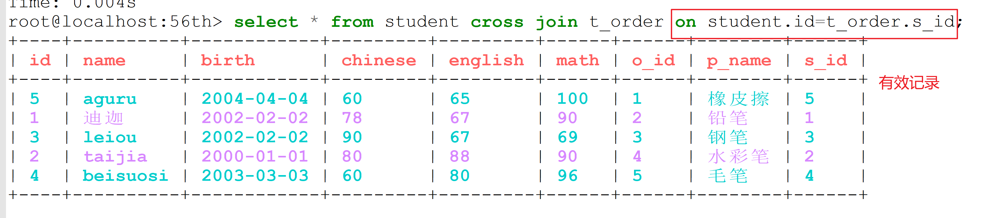 Time: 0.004s
root@localhost:56th> select * from student cross join t_order on student.id=t_order.s_id;
+----+----------+------------+---------+---------+------+------+--------+------+
| id | name | birth | chinese | english | math | o_id | p_name | s_id |
+----+----------+------------+---------+---------+------+------+--------+------+
有效记录
| 5 | aguru | 2004-04-04 | 60 | 65 | 100 | 1 | 橡皮擦 | 5 |
| 1 | 迪迦 | 2002-02-02 | 78 | 67 | 90 | 2 | 铅笔 | 1 |
| 3 | leiou | 2002-02-02 | 90 | 67 | 69 | 3 | 钢笔 | 3 |
| 2 | taijia | 2000-01-01 | 80 | 88 | 90 | 4 | 水彩笔 | 2 |
| 4 | beisuosi | 2003-03-03 | 60 | 80 | 96 | 5 | 毛笔 | 4 |
+----+----------+------------+---------+---------+------+------+--------+------+